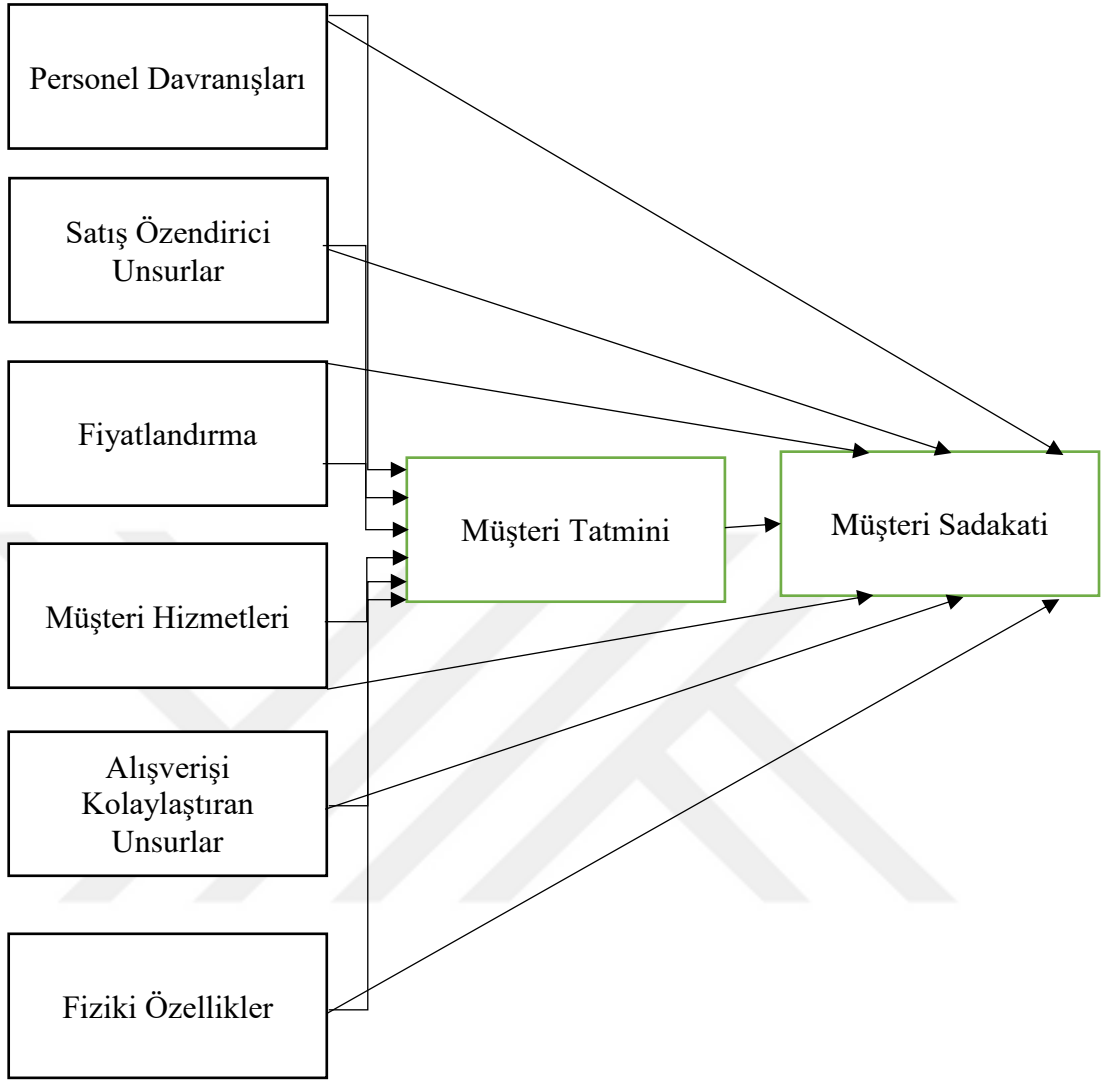 Personel Davranışları
Satış Özendirici
Unsurlar
Fiyatlandırma
Müşteri Tatmini
Müşteri Sadakati
Müşteri Hizmetleri
Alışverişi
Kolaylaştıran
Unsurlar
Fiziki Özellikler